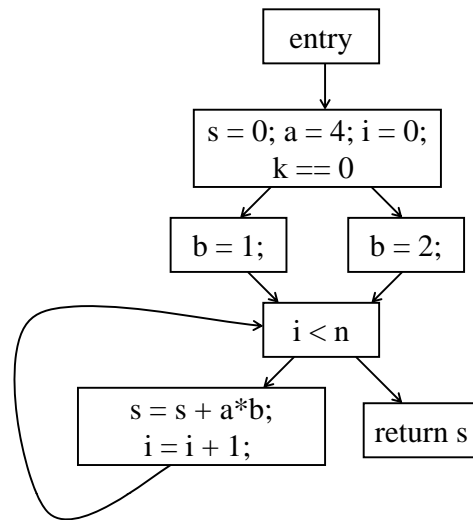 entry
s = 0; a = 4; i = 0;
k == 0
b = 1;
b = 2;
i < n
s = s + a*b;
i = i + 1;
return s